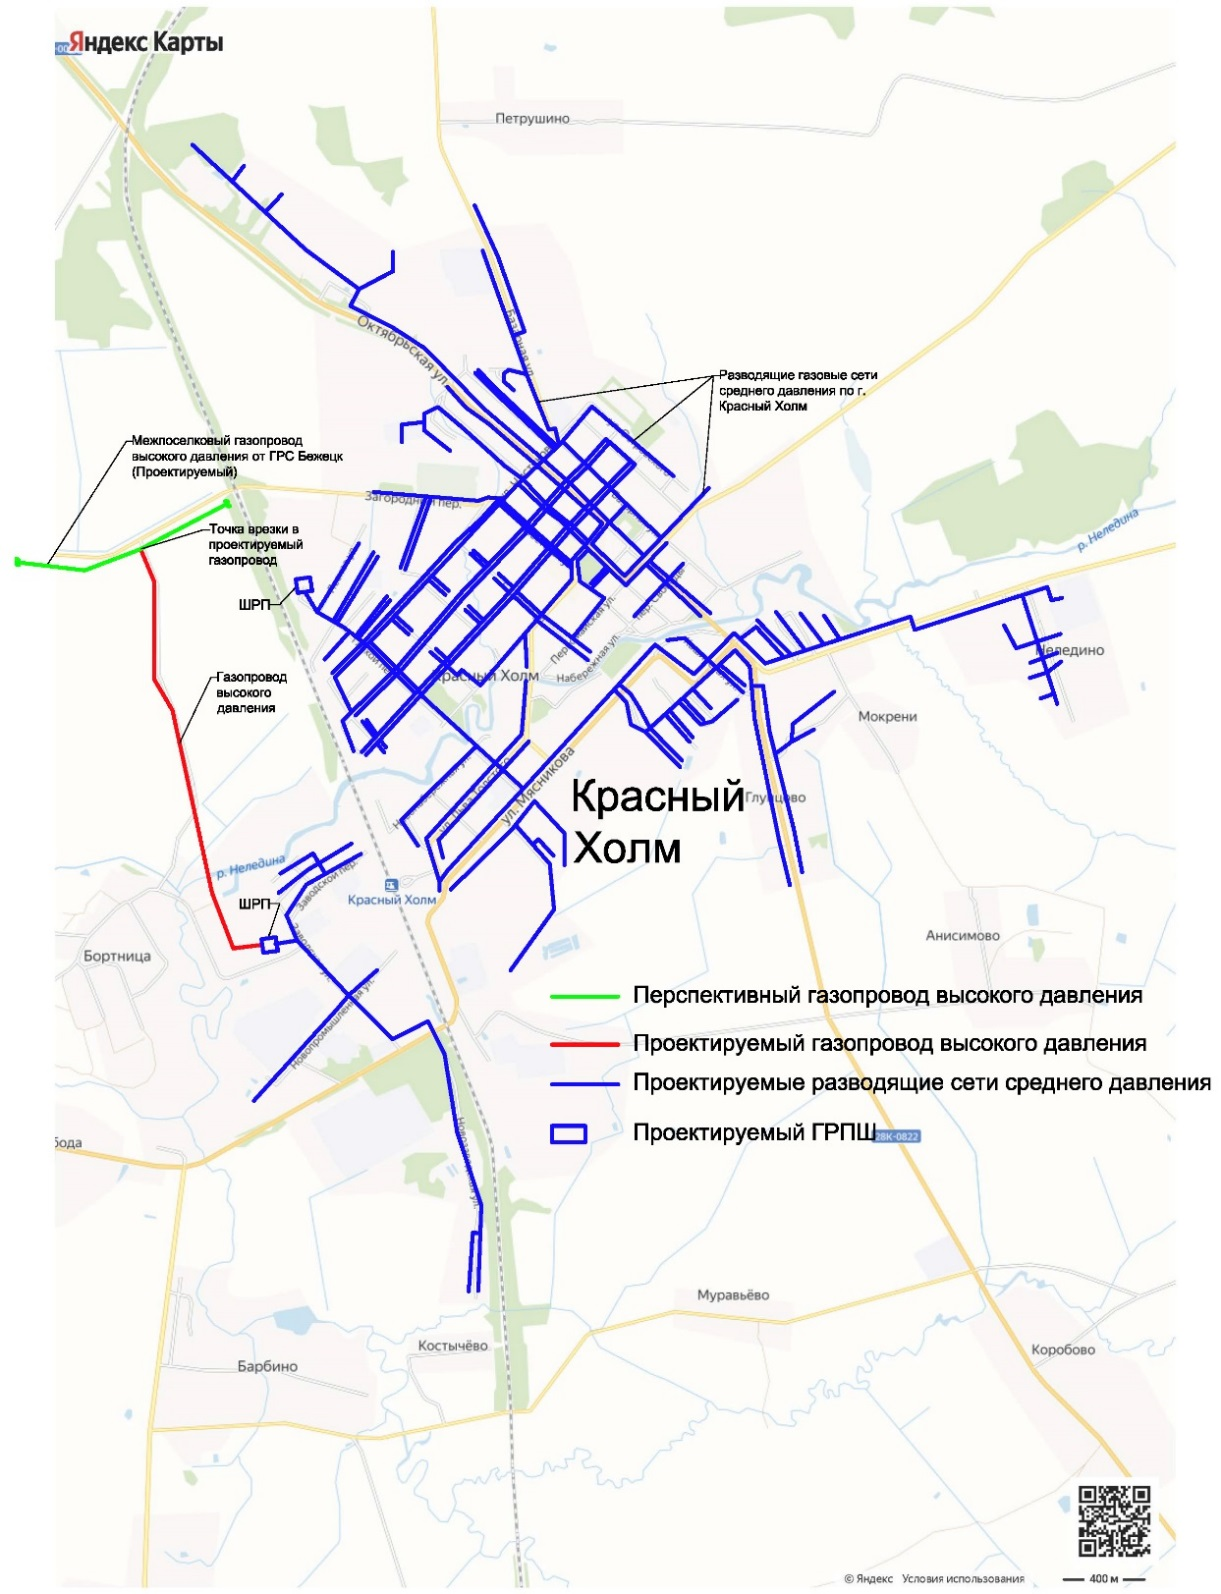 Яндекс Карты
Петрушино
Октябрьская ул.
Разводящие газовые сети
среднего давления по г.
Красный Холм
Межпоселковый газопровод
высокого давления от ГРС Бежецк
(Проектируемый)
Точка врезки в
проектируемый
газопровод
р. Неледина
ШРП
Набережная ул.
Неледино
Красный Холм
Газопровод
высокого
давления
Мокрени
ул. Мясникова
Красный
Холм
Глунцово
р. Неледина
Заводской пер.
ШРП
Красный Холм
Бортница
Анисимово
Новопромышленная ул.
Перспективный газопровод высокого давления
Проектируемый газопровод высокого давления
Проектируемые разводящие сети среднего давления
Проектируемый ГРПШ
28К-0822
Муравьёво
Костычёво
Барбино
Коробово
© Яндекс Условия использования
400 м